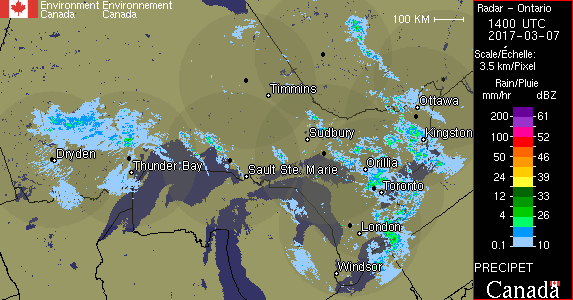 Environment Environnement
Canada Canada
100 KM
Timmins
Ottawa
Sudbury
Kingston
Dryden
Thunder Bay
Sault Ste. Marie
Orillia
Toronto
London
Windsor
Radar - Ontario
1400 UTC
2017-03-07
Scale/Échelle:
3.5 km/Pixel
Rain/Pluie
mm/hr dBZ
200 61
100 52
50 46
24 39
12 33
4 26
0.1 10
PRECIPET
Canada